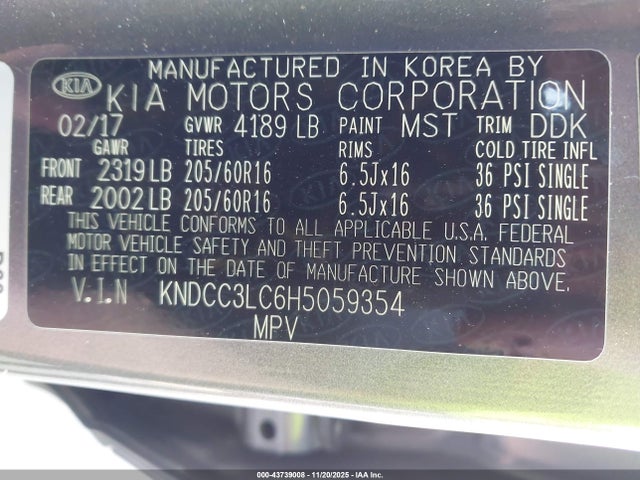 MANUFACTURED IN KOREA BY
KIA KIA MOTORS CORPORATION
02/17 GVWR 4189 LB PAINT MST TRIM DDK
GAWR TIRES RIMS COLD TIRE INFL
FRONT 2319 LB 205/60R16 6.5Jx16 36 PSI SINGLE
REAR 2002 LB 205/60R16 6.5Jx16 36 PSI SINGLE
THIS VEHICLE CONFORMS TO ALL APPLICABLE U.S.A. FEDERAL
MOTOR VEHICLE SAFETY AND THEFT PREVENTION STANDARDS
IN EFFECT ON THE DATE OF MANUFACTURE SHOWN ABOVE.
V.I.N KNDCC3LC6H5059354
MPV
000-43739008 - 11/20/2025 - IAA Holdings, LLC.